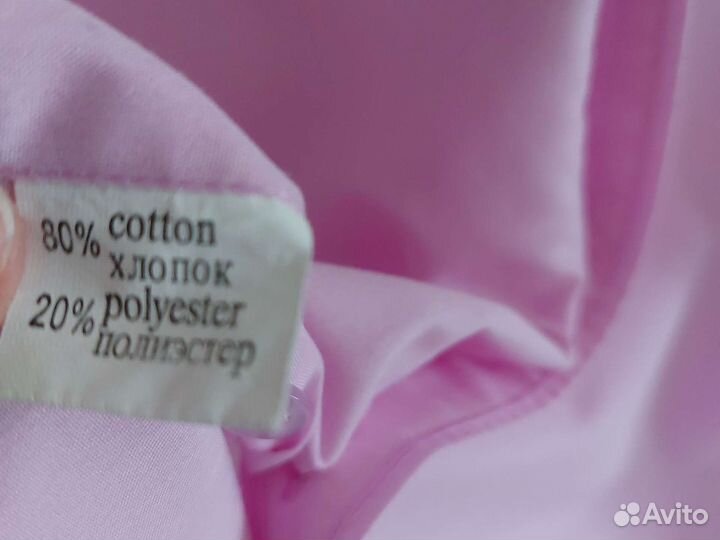 80% cotton
хлопок
20% polyester
полиэстер
Avito